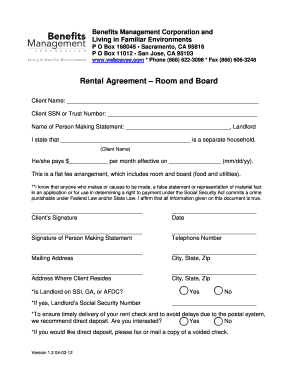 Benefits
Management
CORPORATION
Living in Familiar Environments
Benefits Management Corporation and
Living in Familiar Environments
P O Box 168045 - Sacramento, CA 95816
P O Box 11012 - San Jose, CA 95103
www.webpayee.com * Phone (866) 622-3098 * Fax (866) 606-3248
Rental Agreement – Room and Board
Client Name:
Client SSN or Trust Number:
Name of Person Making Statement: , Landlord
I state that is a separate household.
(Client Name)
He/she pays $ per month effective on (mm/dd/yy).
This is a flat fee arrangement, which includes room and board (food and utilities).
**I know that anyone who makes or causes to be made, a false statement or representation of material fact
in an application or for use in determining a right to payment under the Social Security Act commits a crime
punishable under Federal Law and/or State Law. I affirm that all information given on this document is true.
Client's Signature Date
Signature of Person Making Statement Telephone Number
Mailing Address City, State, Zip
Address Where Client Resides City, State, Zip
*Is Landlord on SSI, GA, or AFDC? Yes No
*If yes, Landlord's Social Security Number
*To ensure timely delivery of your rent check and to avoid delays due to the postal system,
we recommend direct deposit. Are you interested? Yes No
*If you would like direct deposit, please fax or mail a copy of a voided check.
Version 1.2 04-02-12